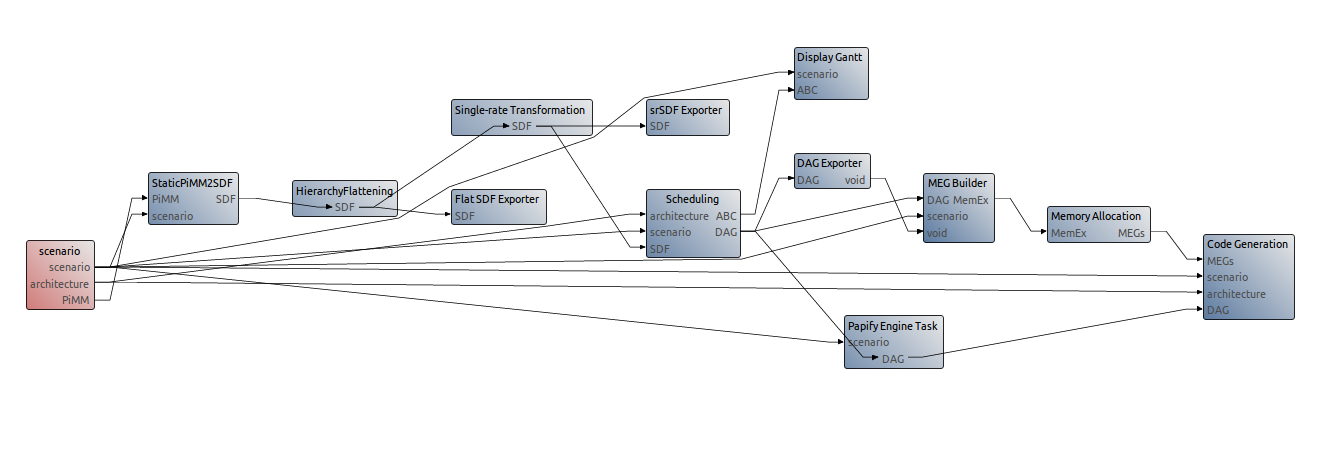 scenario
scenario
architecture
PiMM
StaticPiMM2SDF
PiMM SDF
scenario
HierarchyFlattening
SDF
Single-rate Transformation
SDF
Flat SDF Exporter
SDF
srSDF Exporter
SDF
Scheduling
architecture ABC
scenario DAG
SDF
Display Gantt
scenario
ABC
DAG Exporter
DAG void
Papify Engine Task
scenario
DAG
MEG Builder
DAG MemEx
scenario
void
Memory Allocation
MemEx MEGs
Code Generation
MEGs
scenario
architecture
DAG